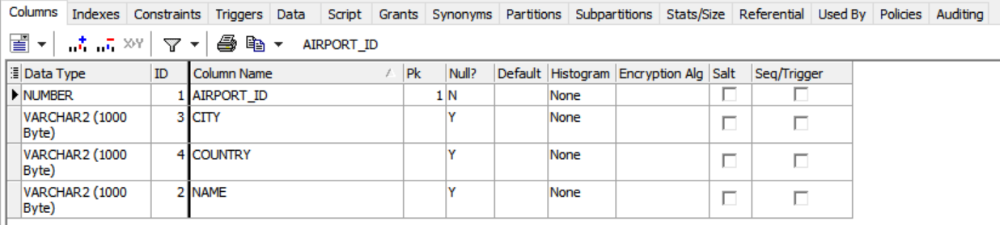 Columns Indexes Constraints Triggers Data Script Grants Synonyms Partitions Subpartitions Stats/Size Referential Used By Policies Auditing
AIRPORT_ID
Data Type ID Column Name Pk Null? Default Histogram Encryption Alg Salt Seq/Trigger
NUMBER 1 AIRPORT_ID 1 N None
VARCHAR2 (1000 3 CITY Y None
Byte)
VARCHAR2 (1000 4 COUNTRY Y None
Byte)
VARCHAR2 (1000 2 NAME Y None
Byte)